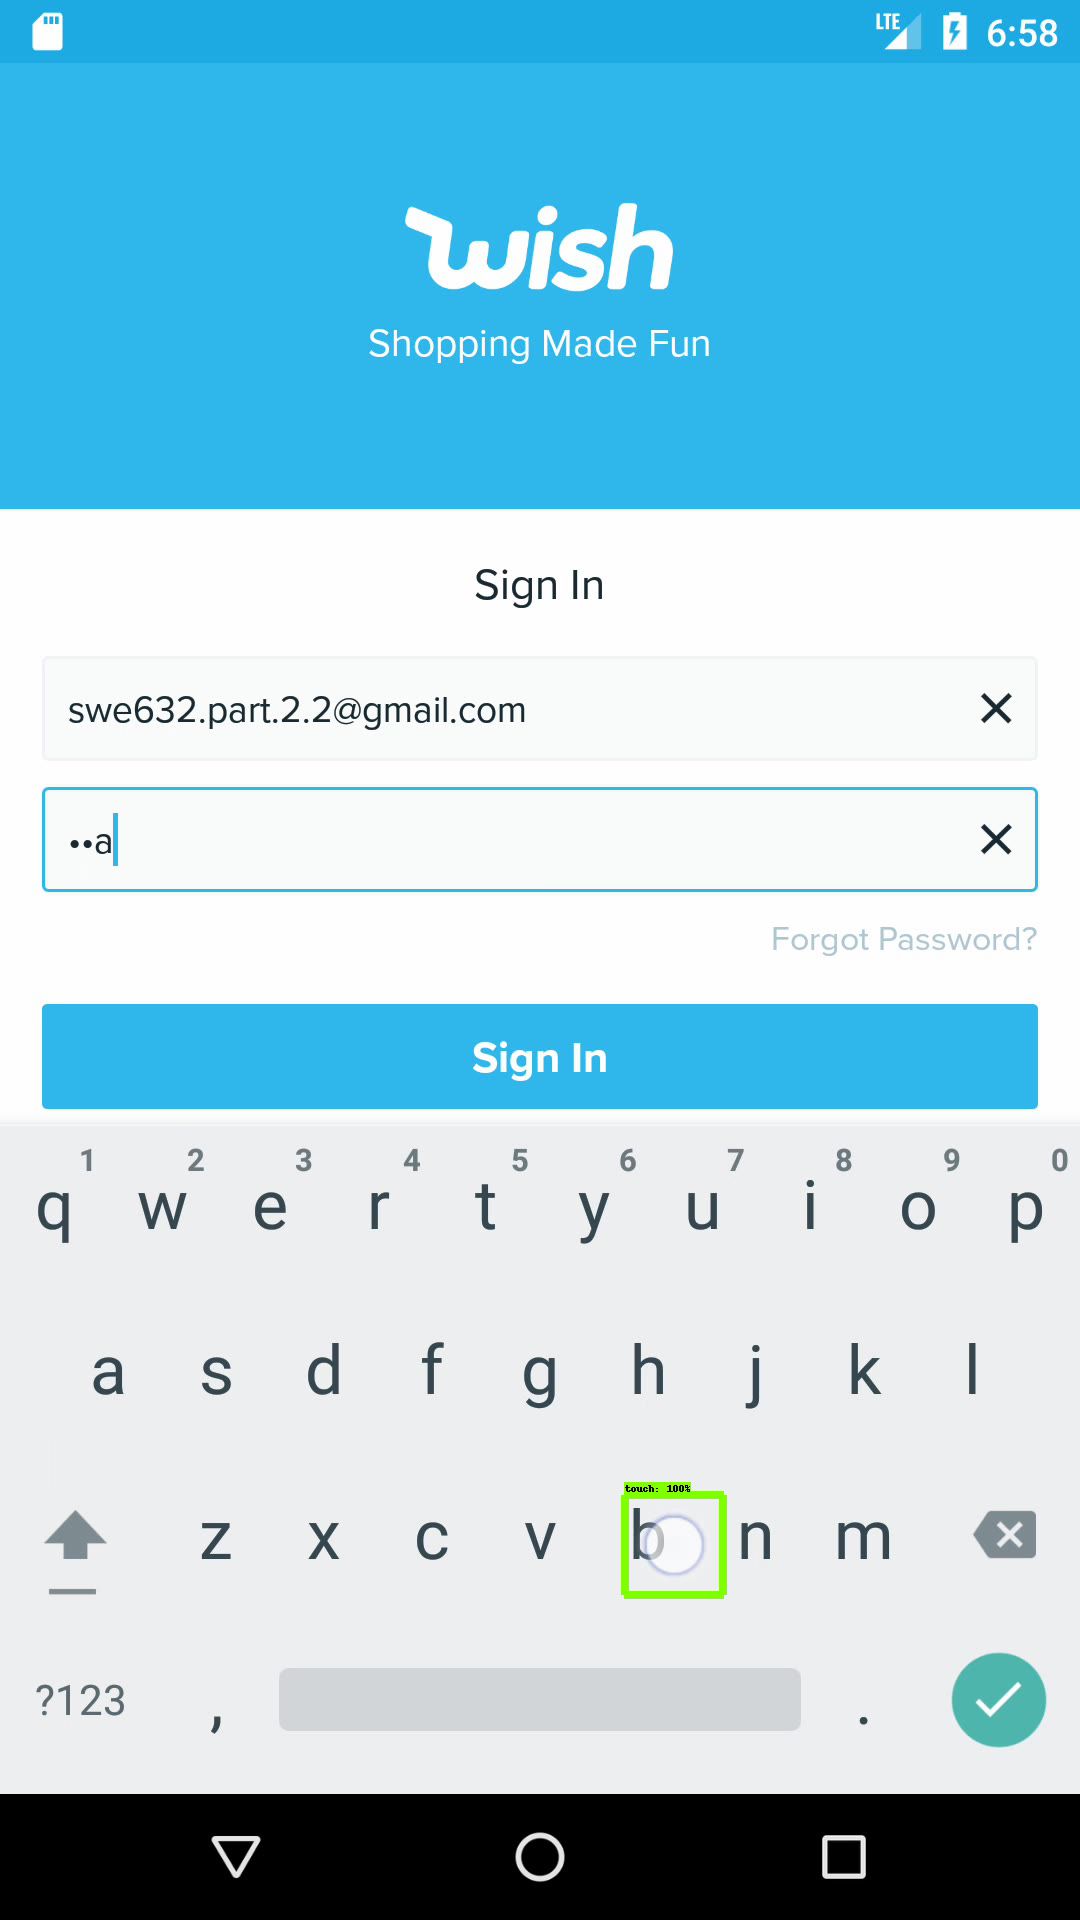 LTE 6:58
wish
Shopping Made Fun
Sign In
swe632.part.2.2@gmail.com
••a
Forgot Password?
Sign In
1 2 3 4 5 6 7 8 9 0
q w e r t y u i o p
a s d f g h j k l
touch: 100%
z x c v b n m
?123 , .